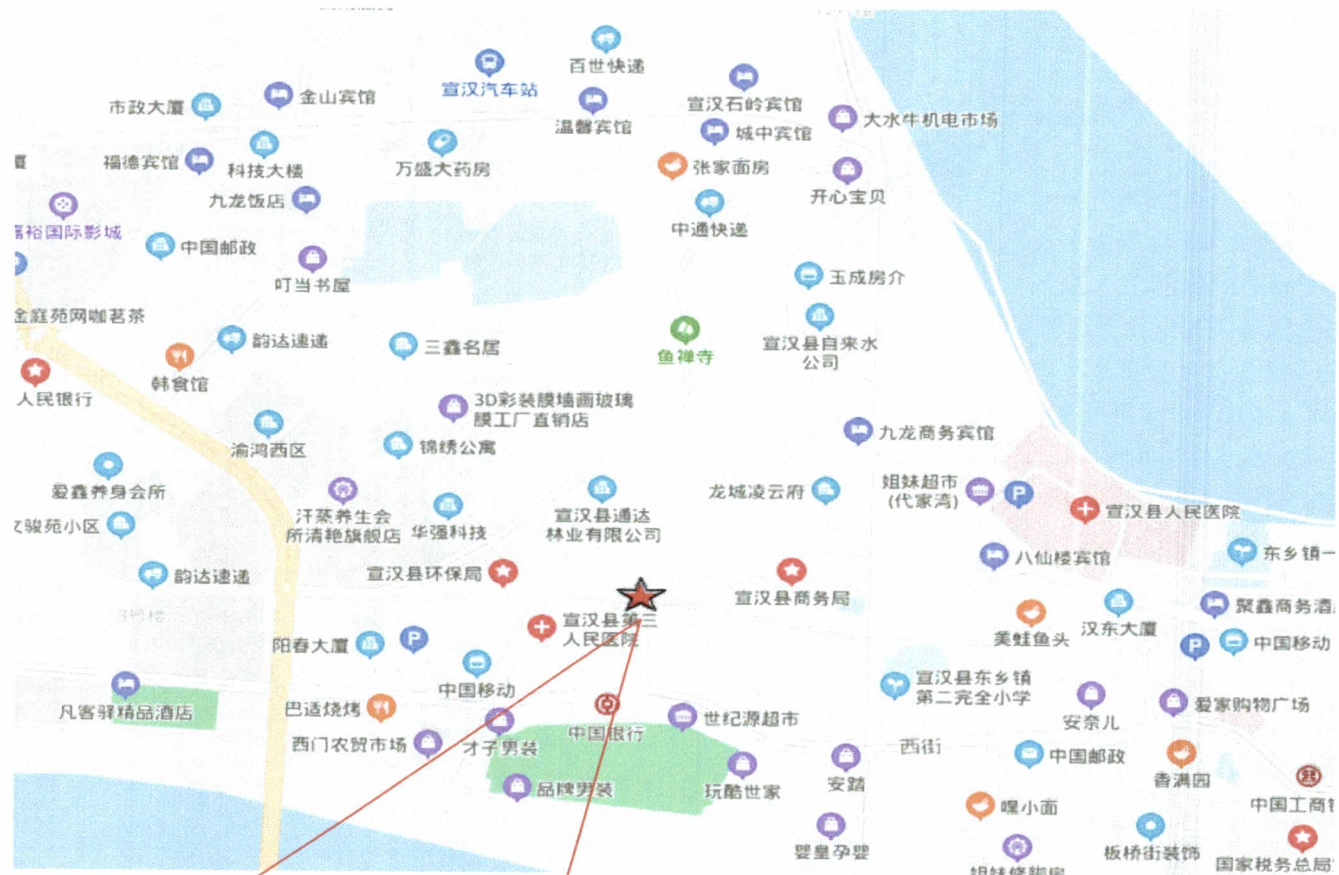 百世快递
宣汉汽车站
金山宾馆
市政大厦
温馨宾馆
宣汉石岭宾馆
城中宾馆
大水牛机电市场
福德宾馆
科技大楼
万盛大药房
张家面房
开心宝贝
九龙饭店
中通快递
裕国际影城
中国邮政
叮当书屋
玉成房介
金庭苑网咖茗茶
韵达速递
三鑫名居
鱼禅寺
宣汉县自来水
公司
韩食馆
人民银行
3D彩装膜墙画玻璃
膜工厂直销店
渝鸿西区
锦绣公寓
九龙商务宾馆
爱鑫养身会所
龙城凌云府
姐妹超市
(代家湾)
P
宣汉县人民医院
汗蒸养生会
所清艳旗舰店
华强科技
宣汉县通达
林业有限公司
骏苑小区
八仙楼宾馆
东乡镇一
韵达速递
宣汉县环保局
宣汉县商务局
聚鑫商务酒
宣汉县第三
人民医院
美蛙鱼头
汉东大厦
阳春大厦
P
P
中国移动
中国移动
宣汉县东乡镇
第二完全小学
凡客驿精品酒店
巴适烧烤
安奈儿
爱家购物广场
西门农贸市场
才子男装
中国银行
世纪源超市
西街
中国邮政
香满园
品牌男装
玩酷世家
安踏
嘿小面
中国工商
婴皇孕婴
板桥街装饰
国家税务总局